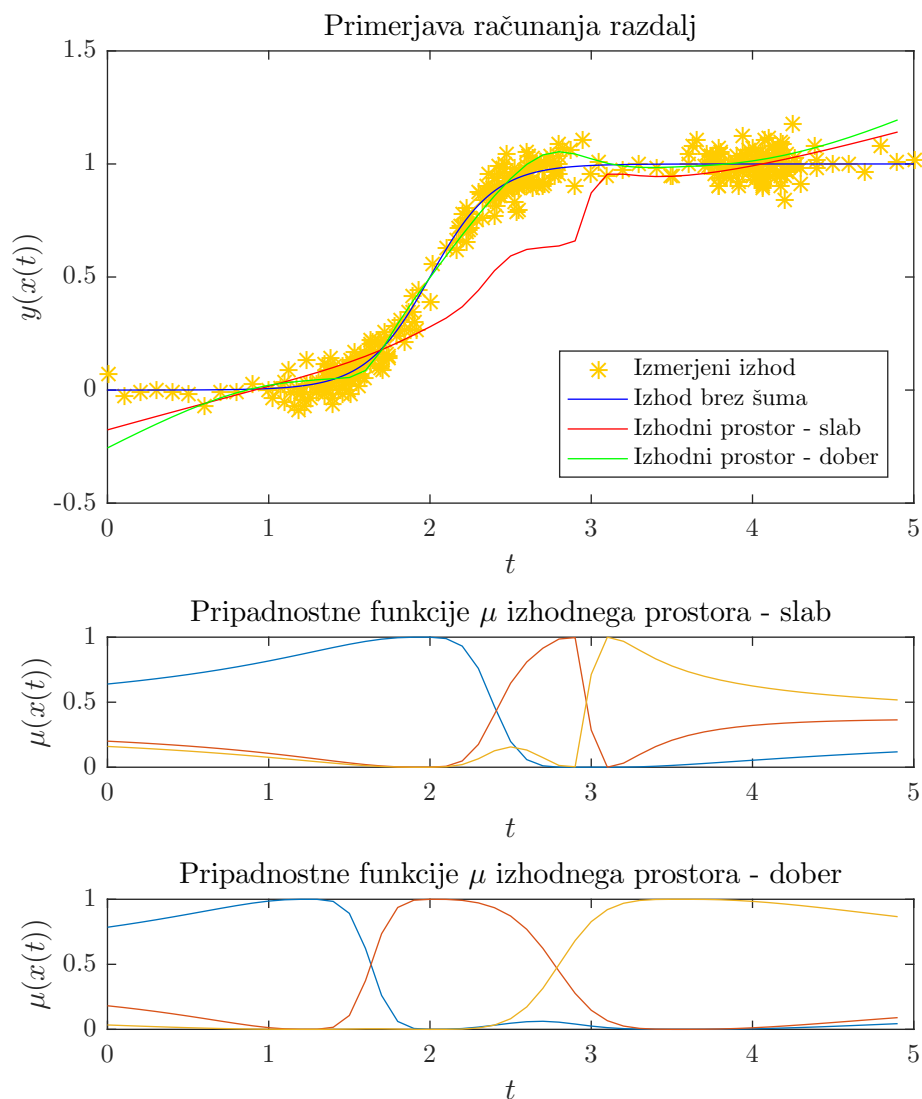 Primerjava računanja razdalj
1.5
1
0.5
0
-0.5
y(x(t))
0 1 2 3 4 5
t
Izmerjeni izhod
Izhod brez šuma
Izhodni prostor - slab
Izhodni prostor - dober
Pripadnostne funkcije μ izhodnega prostora - slab
1
0.5
0
μ(x(t))
0 1 2 3 4 5
t
Pripadnostne funkcije μ izhodnega prostora - dober
1
0.5
0
μ(x(t))
0 1 2 3 4 5
t